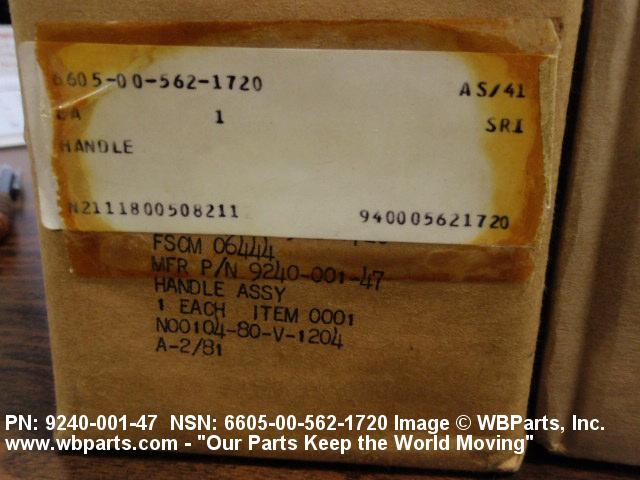 6605-00-562-1720 AS/41
EA 1 SR1
HANDLE
N2111800508211 940005621720
FSCM 06444
MFR P/N 9240-001-47
HANDLE ASSY
1 EACH ITEM 0001
N00104-80-V-1204
A-2/81
PN: 9240-001-47 NSN: 6605-00-562-1720 Image © WBParts, Inc.
www.wbparts.com - "Our Parts Keep the World Moving"